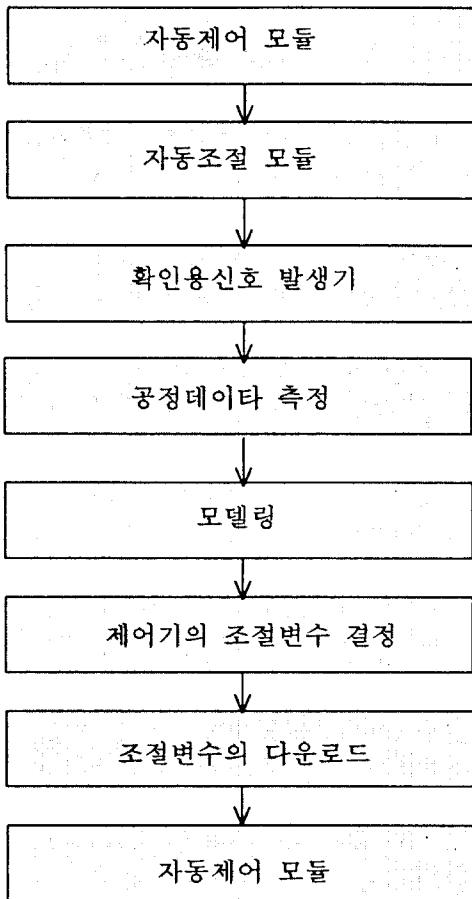 자동제어 모듈
자동조절 모듈
확인용신호 발생기
공정데이타 측정
모델링
제어기의 조절변수 결정
조절변수의 다운로드
자동제어 모듈